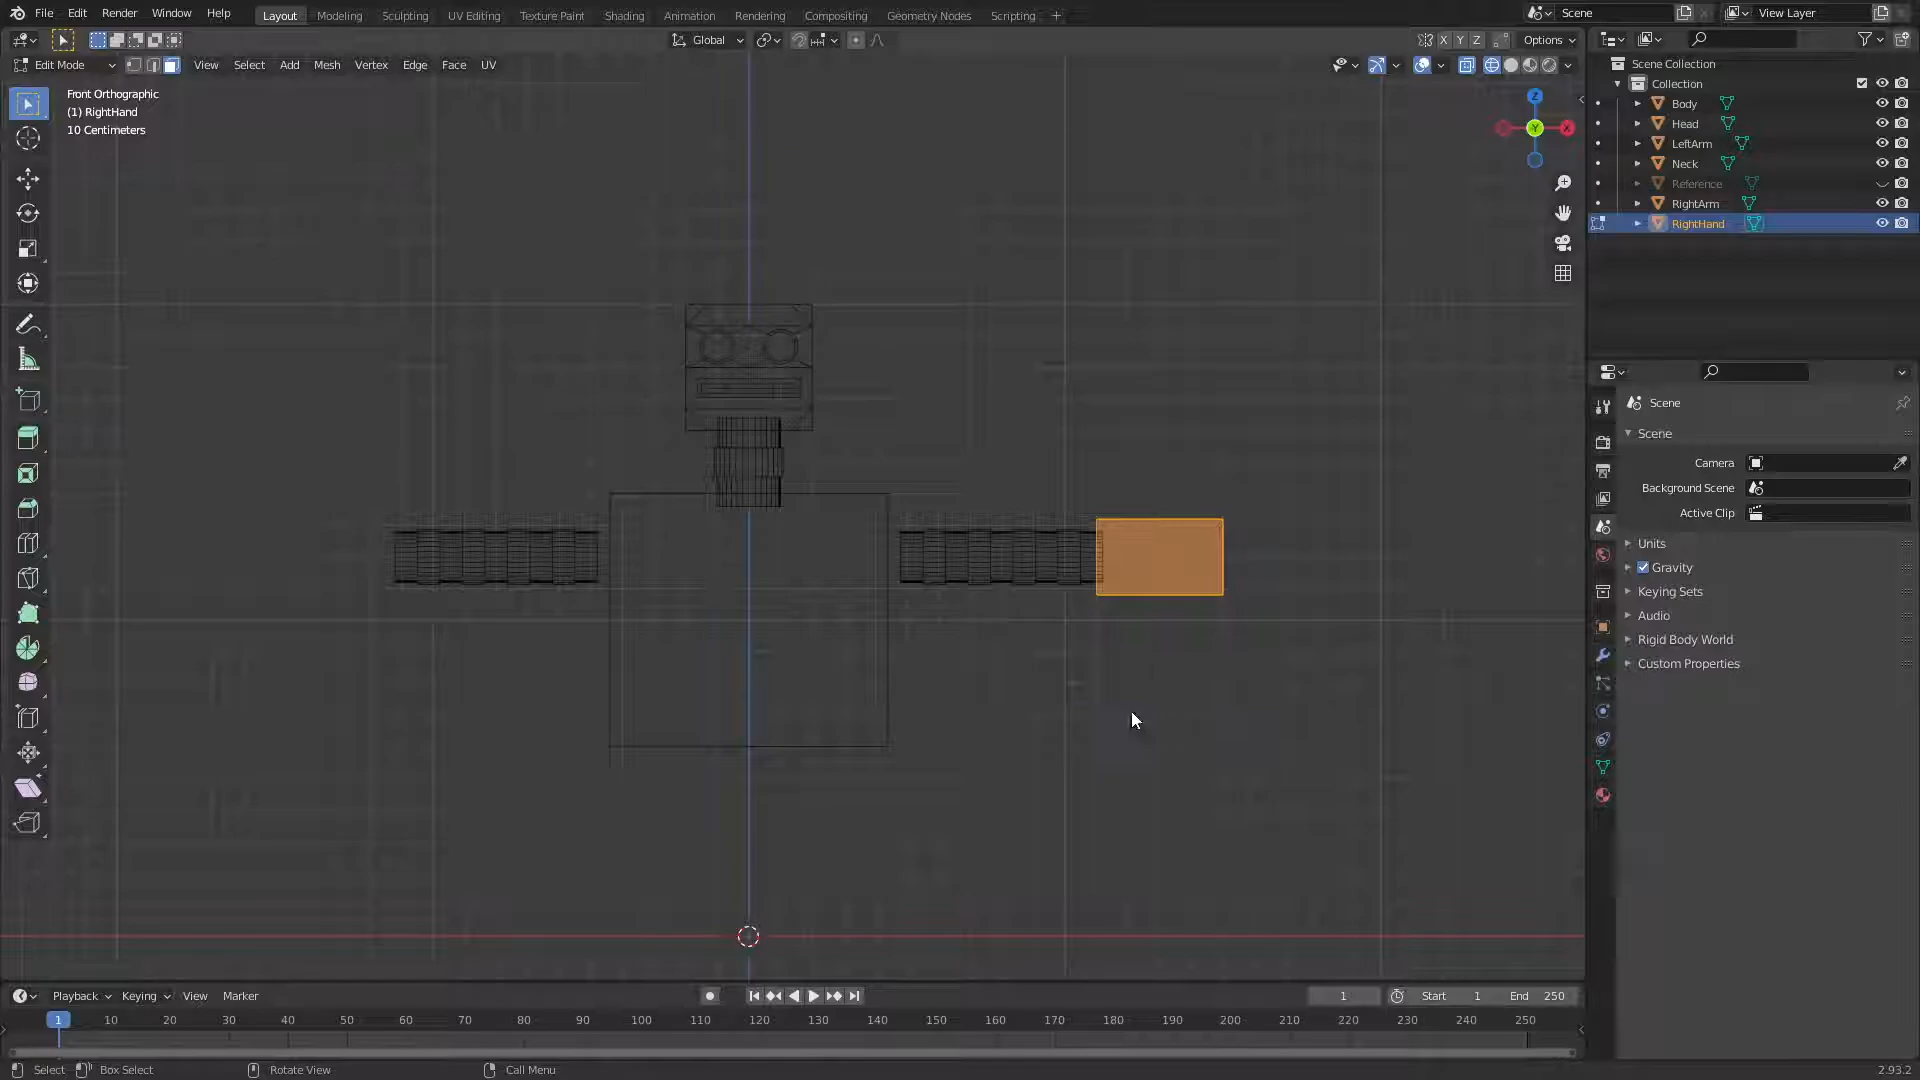 File Edit Render Window Help
Layout Modeling Sculpting UV Editing Texture Paint Shading Animation Rendering Compositing Geometry Nodes Scripting +
Scene
View Layer
Global
X Y Z
Options
Edit Mode
View Select Add Mesh Vertex Edge Face UV
Front Orthographic
(1) RightHand
10 Centimeters
Z
Y
X
Scene Collection
Collection
Body
Head
LeftArm
Neck
Reference
RightArm
RightHand
Scene
Scene
Camera
Background Scene
Active Clip
Units
Gravity
Keying Sets
Audio
Rigid Body World
Custom Properties
Playback Keying View Marker
1
Start 1 End 250
1 10 20 30 40 50 60 70 80 90 100 110 120 130 140 150 160 170 180 190 200 210 220 230 240 250
Select Box Select Rotate View Call Menu
2.93.2